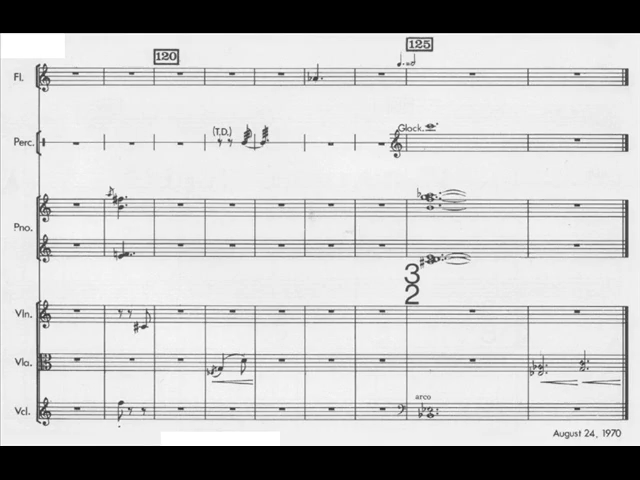 120
125
Fl.
(T.D.)
Glock.
Perc.
Pno.
3
2
Vln.
Vla.
arco
Vcl.
August 24, 1970